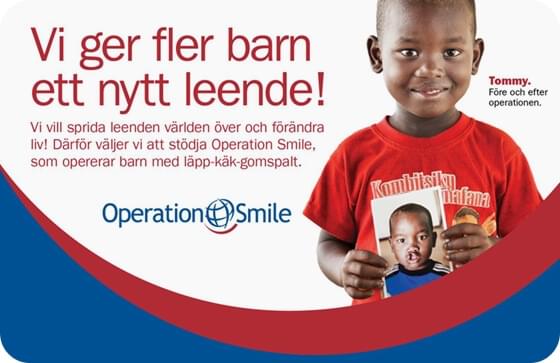 Vi ger fler barn
ett nytt leende!
Vi vill sprida leenden världen över och förändra
liv! Därför väljer vi att stödja Operation Smile,
som opererar barn med läpp-käk-gomspalt.
Operation Smile
Tommy.
Före och efter
operationen.
Kombitsiky